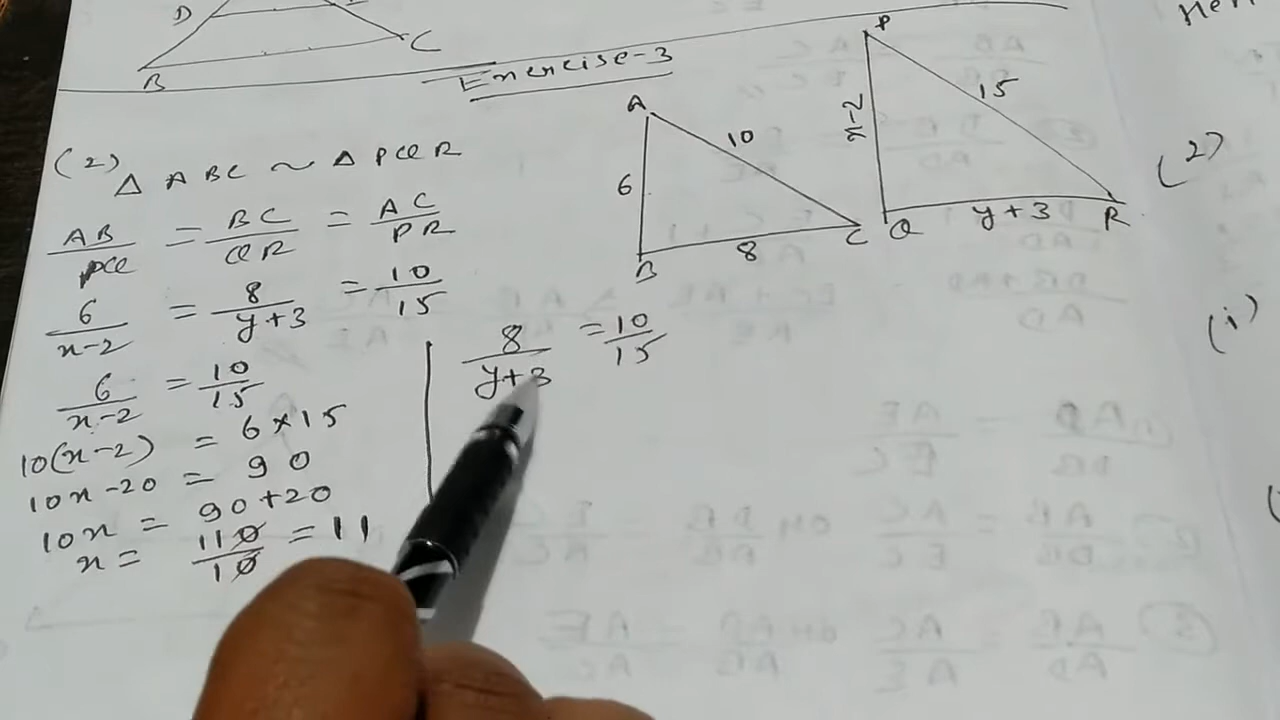 D
C
B
Exercise-3
(2)
Δ ABC ~ Δ PQR
AB/PQ = BC/QR = AC/PR
6/x-2 = 8/y+3 = 10/15
6/x-2 = 10/15
10(x-2) = 6×15
10x-20 = 90
10x = 90+20
x = 110/10 = 11
8/y+3 = 10/15
A
10
6
8
B
C
P
15
x-2
Q
y+3
R
(2)
(i)